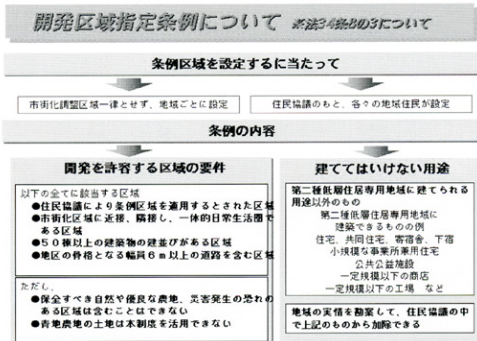 開発区域指定条例について ※法34条8の3について
条例区域を設定するに当たって
市街化調整区域一律とせず、地域ごとに設定
住民協議のもと、各々の地域住民が設定
条例の内容
開発を許容する区域の要件
以下の全てに該当する区域
●住民協議により条例区域を適用するとされた区域
●市街化区域に近接、隣接し、一体的日常生活圏で
ある区域
●50棟以上の建築物の建並びがある区域
●地区の骨格となる幅員6m以上の道路を含む区域
ただし、
●保全すべき自然や優良な農地、災害発生の恐れの
ある区域は含むことはできない
●青地農地の土地は本制度を活用できない
建ててはいけない用途
第二種低層住居専用地域に建てられる
用途以外のもの
第二種低層住居専用地域に
建築できるものの例
住宅、共同住宅、寄宿舎、下宿
小規模な事業所兼用住宅
公共公益施設
一定規模以下の商店
一定規模以下の工場 など
地域の実情を勘案して、住民協議の中
で上記のものから加除できる